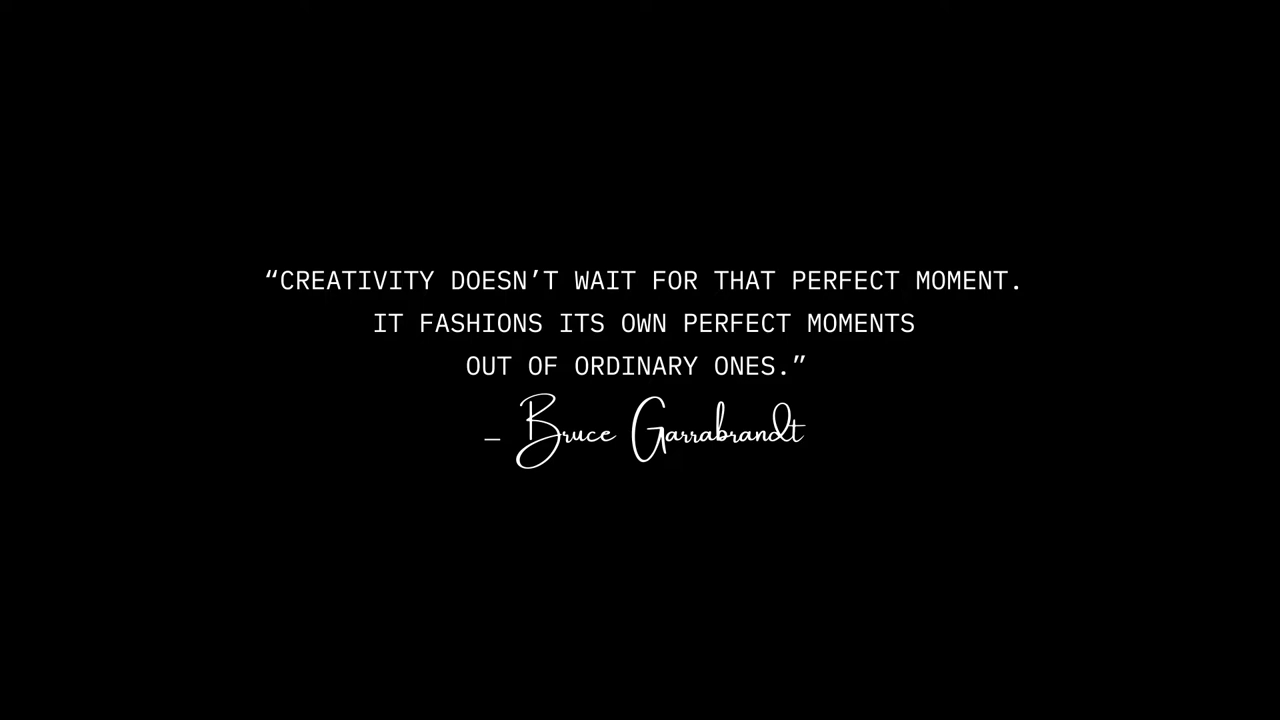 “CREATIVITY DOESN’T WAIT FOR THAT PERFECT MOMENT.
IT FASHIONS ITS OWN PERFECT MOMENTS
OUT OF ORDINARY ONES.”
– Bruce Garrabrandt